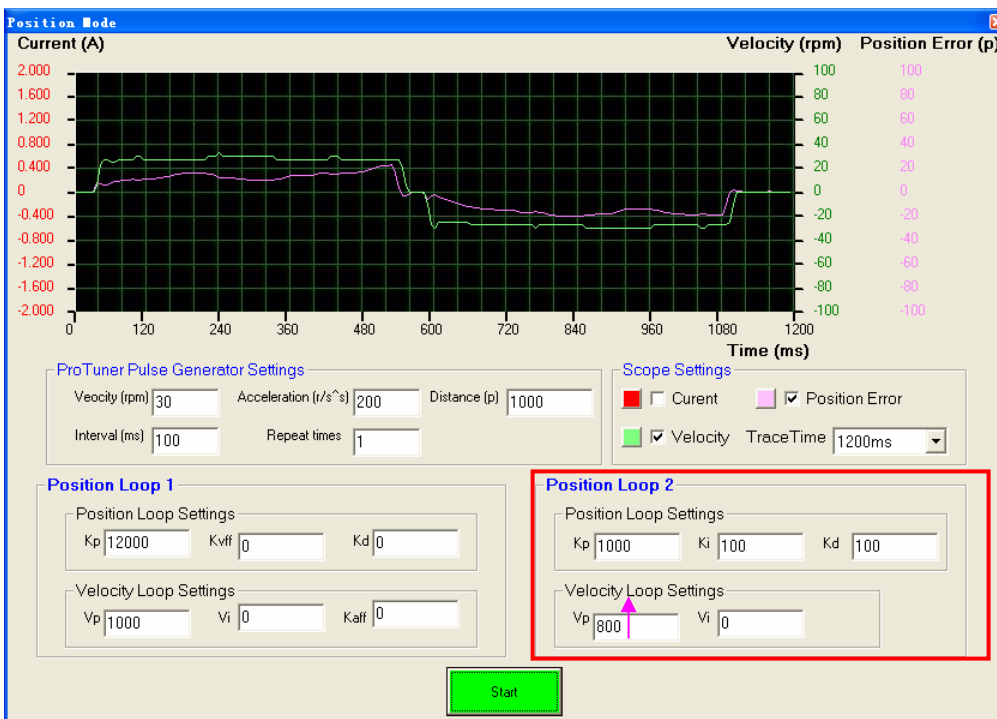 Position Mode
Current (A) Velocity (rpm) Position Error (p)
2.000 100 100
1.600 80 80
1.200 60 60
0.800 40 40
0.400 20 20
0 0 0
-0.400 -20 -20
-0.800 -40 -40
-1.200 -60 -60
-1.600 -80 -80
-2.000 -100 -100
0 120 240 360 480 600 720 840 960 1080 1200
Time (ms)
ProTuner Pulse Generator Settings
Veocity (rpm) 30 Acceleration (r/s^s) 200 Distance (p) 1000
Interval (ms) 100 Repeat times 1
Scope Settings
Curent Position Error
Velocity TraceTime 1200ms
Position Loop 1
Position Loop Settings
Kp 12000 Kvff 0 Kd 0
Velocity Loop Settings
Vp 1000 Vi 0 Kaff 0
Position Loop 2
Position Loop Settings
Kp 1000 Ki 100 Kd 100
Velocity Loop Settings
Vp 800 Vi 0
Start